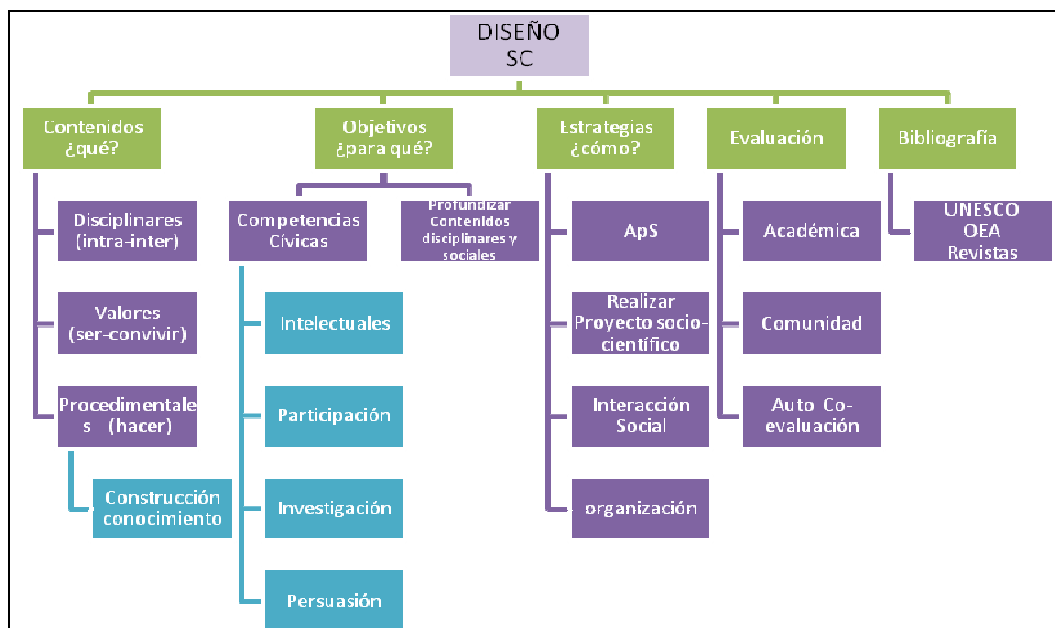 DISEÑO
SC
Contenidos
¿qué?
Objetivos
¿para qué?
Estrategias
¿cómo?
Evaluación
Bibliografía
Disciplinares
(intra-inter)
Valores
(ser-convivir)
Procedimentale
s (hacer)
Construcción
conocimiento
Competencias
Cívicas
Profundizar
Contenidos
disciplinares y
sociales
Intelectuales
Participación
Investigación
Persuasión
ApS
Realizar
Proyecto socio-
científico
Interacción
Social
organización
Académica
Comunidad
Auto Co-
evaluación
UNESCO
OEA
Revistas